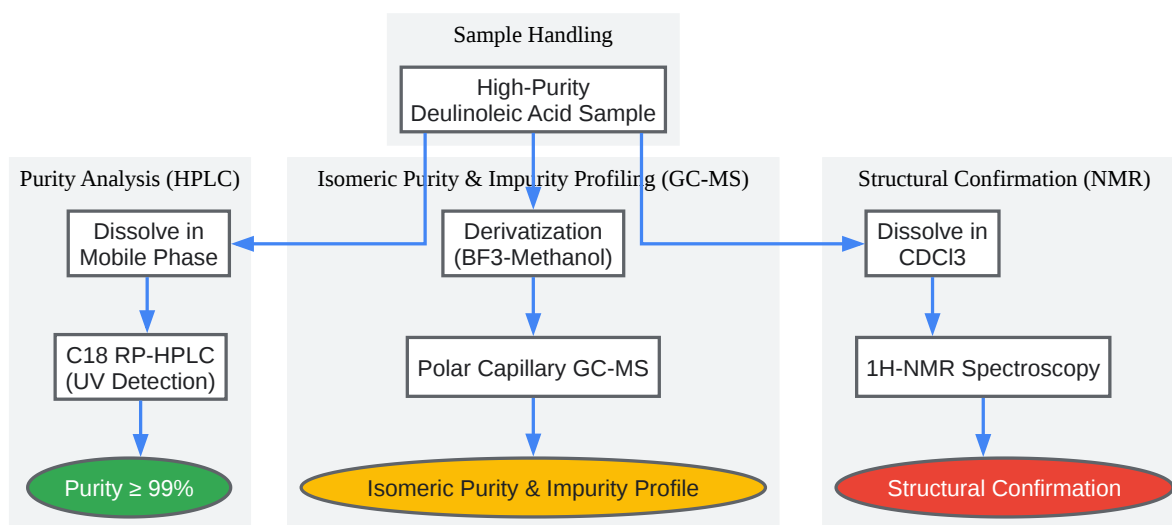 Sample Handling
High-Purity
Deulinoleic Acid Sample
Purity Analysis (HPLC)
Dissolve in
Mobile Phase
C18 RP-HPLC
(UV Detection)
Purity ≥ 99%
Isomeric Purity & Impurity Profiling (GC-MS)
Derivatization
(BF3-Methanol)
Polar Capillary GC-MS
Isomeric Purity & Impurity Profile
Structural Confirmation (NMR)
Dissolve in
CDCl3
1H-NMR Spectroscopy
Structural Confirmation